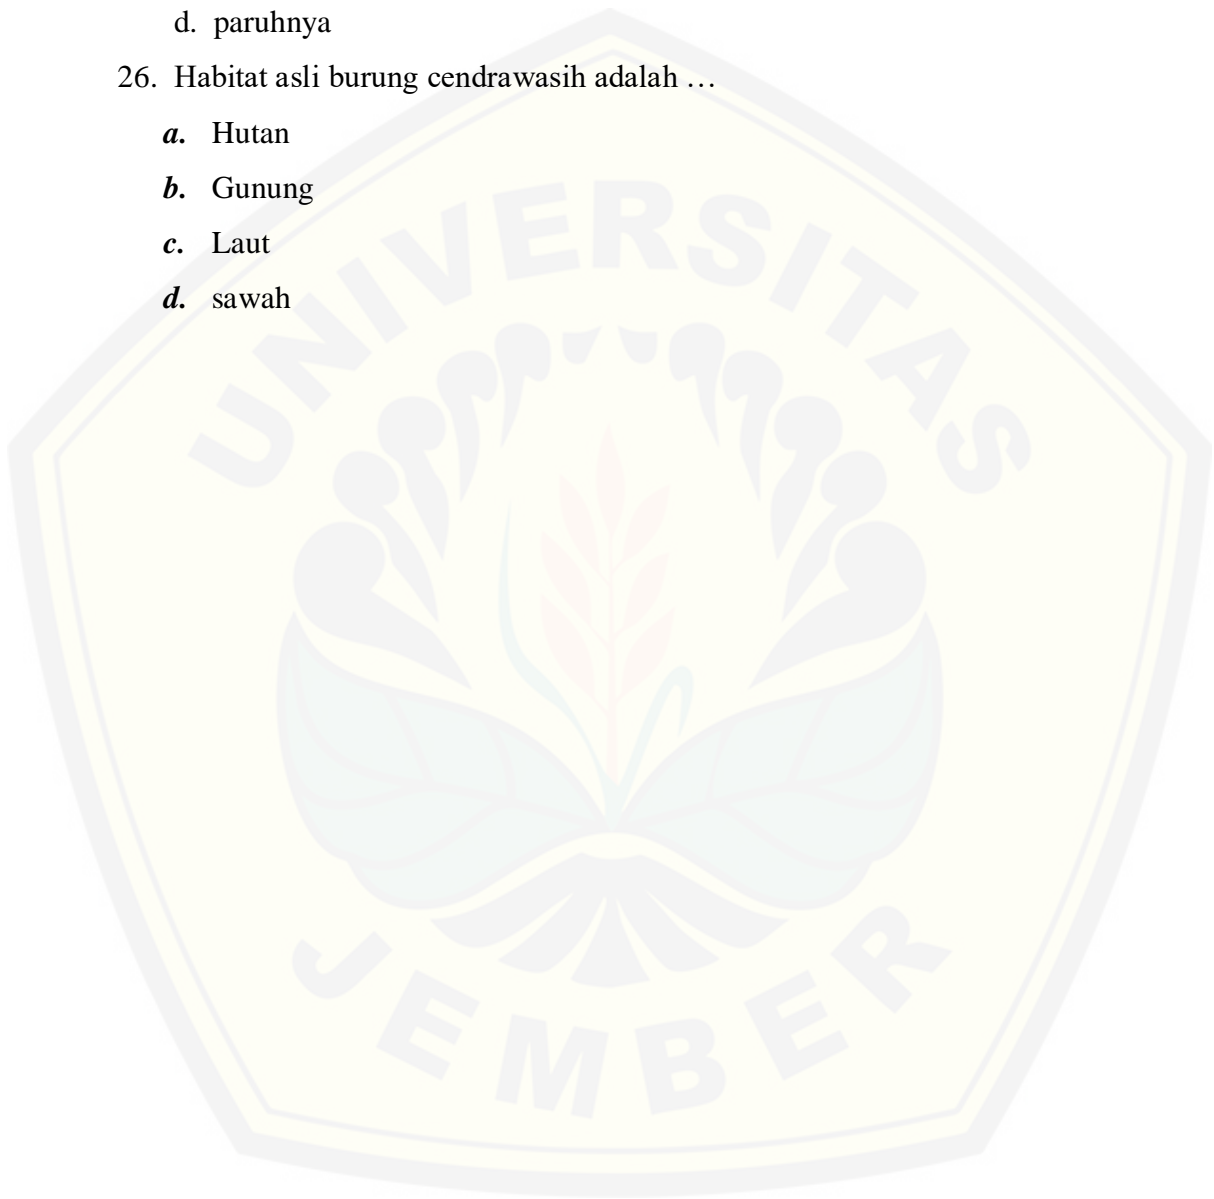 d. paruhnya
26. Habitat asli burung cendrawasih adalah …
a. Hutan
b. Gunung
c. Laut
d. sawah
UNIVERSITAS
JEMBER